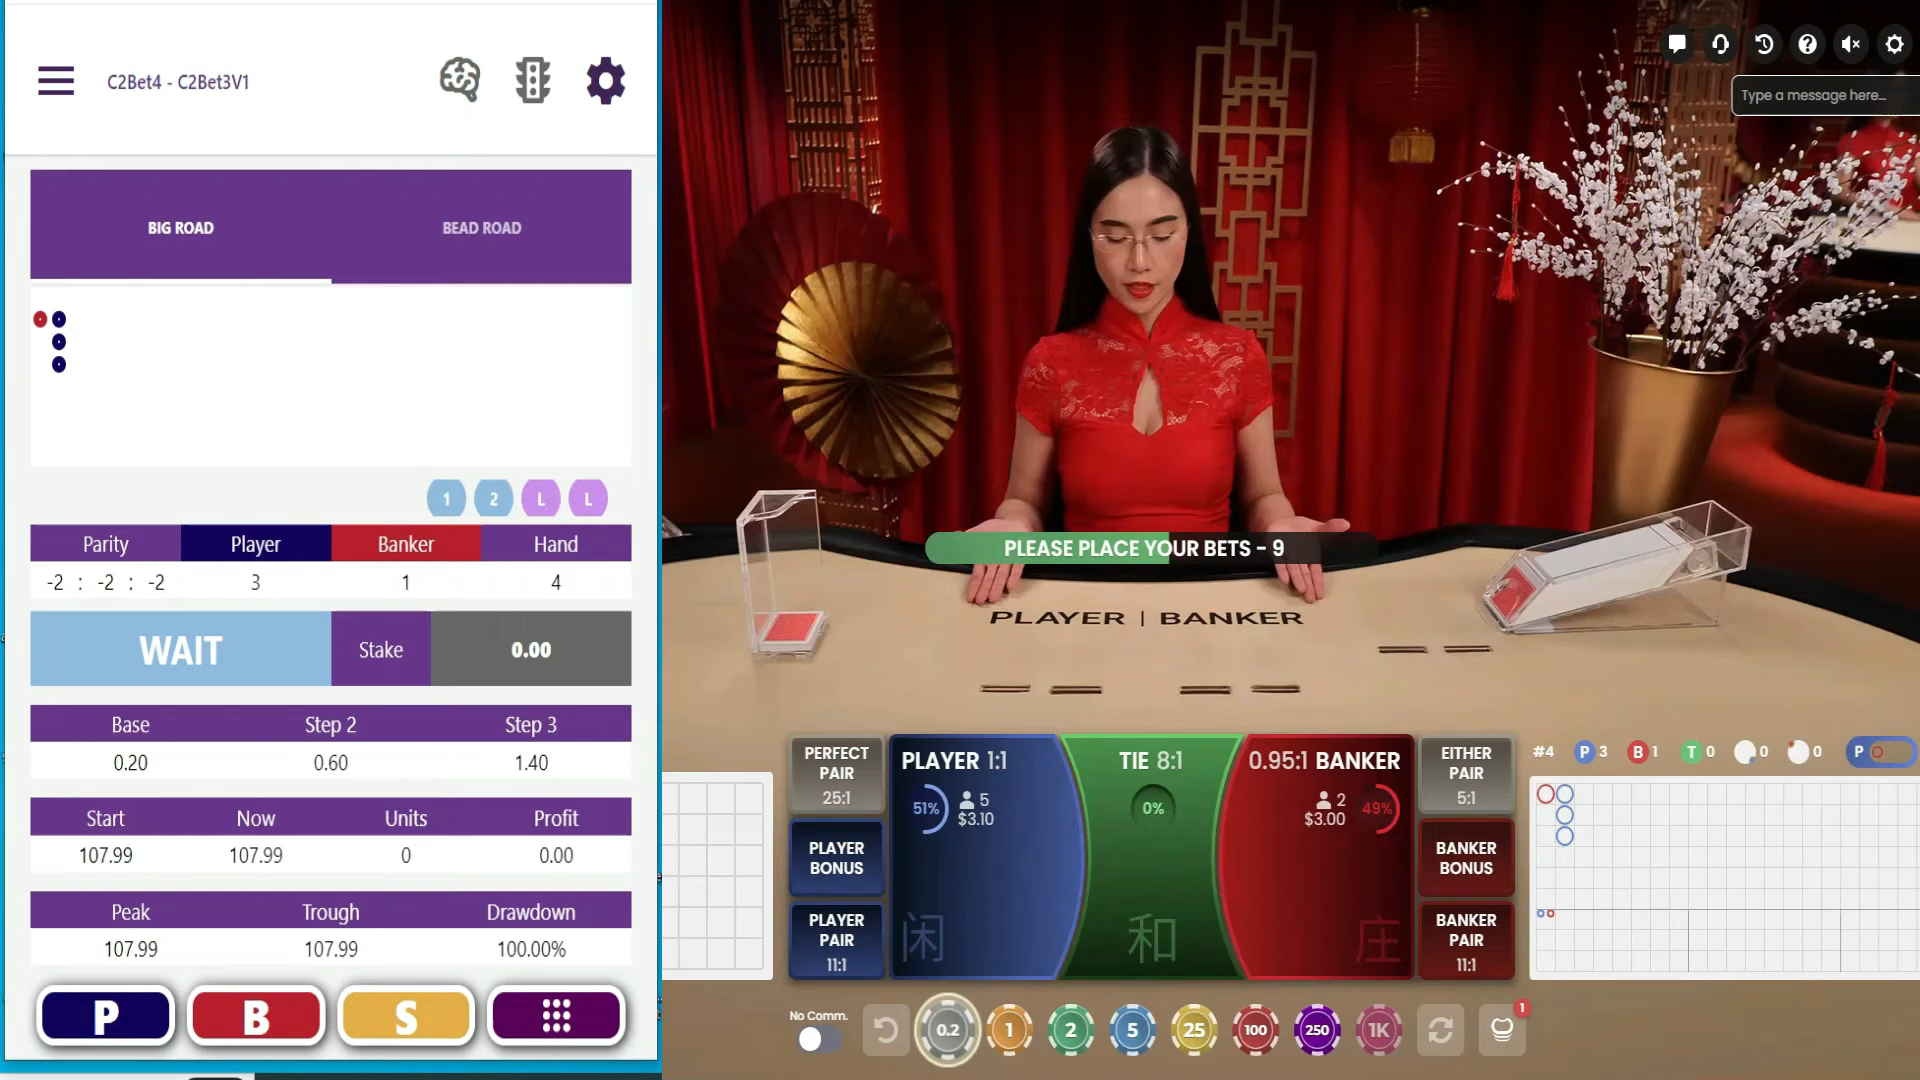 C2Bet4 - C2Bet3V1
BIG ROAD
BEAD ROAD
1 2 L L
Parity Player Banker Hand
-2 : -2 : -2 3 1 4
WAIT Stake 0.00
Base Step 2 Step 3
0.20 0.60 1.40
Start Now Units Profit
107.99 107.99 0 0.00
Peak Trough Drawdown
107.99 107.99 100.00%
P B S
Type a message here...
PLEASE PLACE YOUR BETS - 9
PLAYER | BANKER
PERFECT PAIR 25:1
PLAYER BONUS
PLAYER PAIR 11:1
PLAYER 1:1
51% 5
$3.10
闲
TIE 8:1
0%
和
0.95:1 BANKER
2 49%
$3.00
庄
EITHER PAIR 5:1
BANKER BONUS
BANKER PAIR 11:1
#4 P 3 B 1 T 0 0 0 P
No Comm.
0.2 1 2 5 25 100 250 1K
1